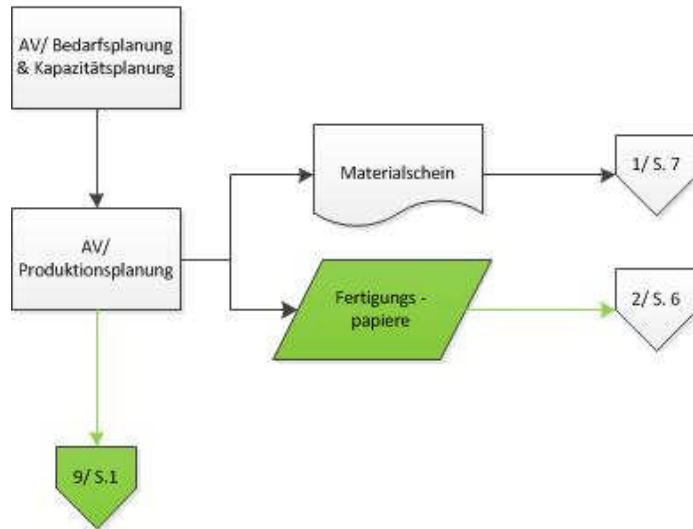 AV/ Bedarfsplanung
& Kapazitätsplanung
Materialschein
1/ S. 7
AV/
Produktionsplanung
Fertigungs -
papiere
2/ S. 6
9/ S.1